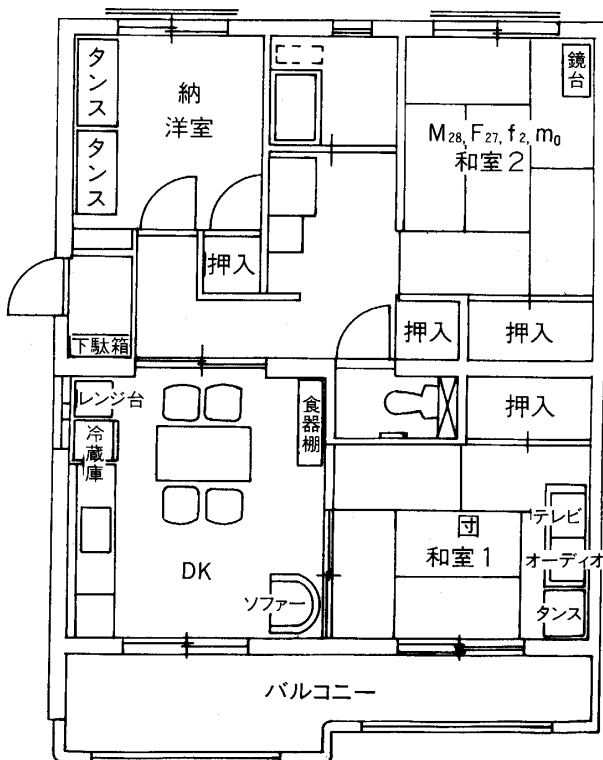 タンス
タンス
納
洋室
鏡台
M28, F27, f2, m0
和室2
押入
下駄箱
押入
押入
押入
レンジ台
冷蔵庫
食器棚
DK
ソファー
団
和室1
テレビ
オーディオ
タンス
バルコニー